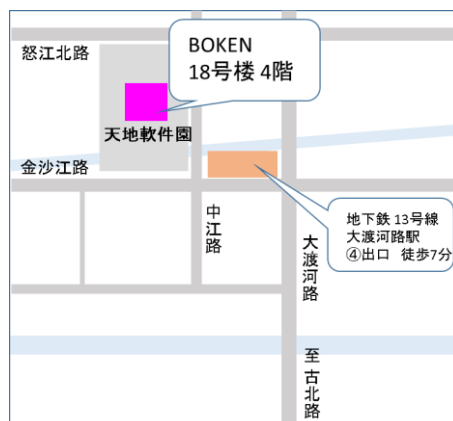 BOKEN
18号楼 4階
怒江北路
天地軟件園
金沙江路
中江路
地下鉄 13号線
大渡河路駅
④出口 徒歩7分
大渡河路
至古北路